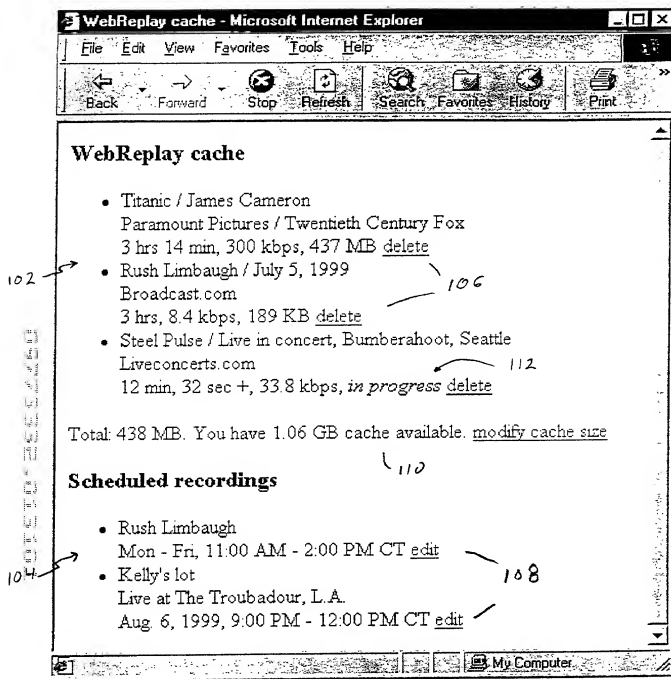 WebReplay cache - Microsoft Internet Explorer
File Edit View Favorites Tools Help
Back Forward Stop Refresh Search Favorites History Print »
WebReplay cache
• Titanic / James Cameron
Paramount Pictures / Twentieth Century Fox
3 hrs 14 min, 300 kbps, 437 MB delete
• Rush Limbaugh / July 5, 1999
102
106
Broadcast.com
3 hrs, 8.4 kbps, 189 KB delete
• Steel Pulse / Live in concert, Bumberahoot, Seattle
Liveconcerts.com
112
12 min, 32 sec +, 33.8 kbps, in progress delete
Total: 438 MB. You have 1.06 GB cache available. modify cache size
110
Scheduled recordings
• Rush Limbaugh
Mon - Fri, 11:00 AM - 2:00 PM CT edit
104
108
• Kelly's lot
Live at The Troubadour, L.A.
Aug. 6, 1999, 9:00 PM - 12:00 PM CT edit
My Computer